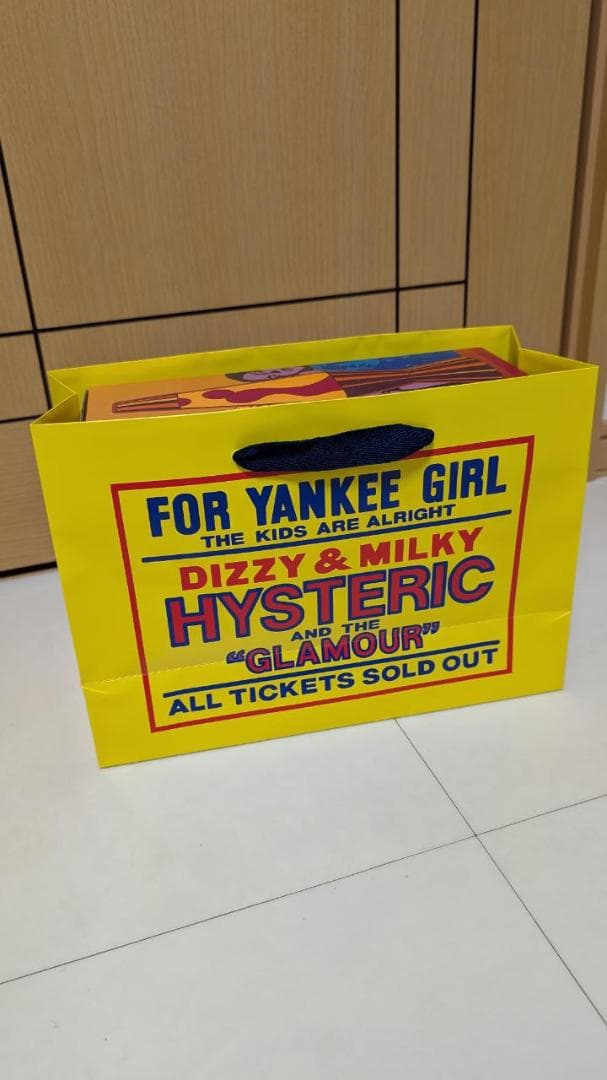 FOR YANKEE GIRL
THE KIDS ARE ALRIGHT
DIZZY & MILKY
HYSTERIC
AND THE
“GLAMOUR”
ALL TICKETS SOLD OUT